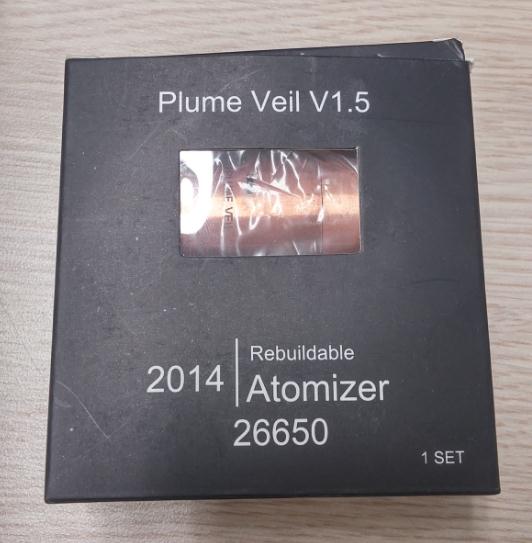 Plume Veil V1.5
2014
Rebuildable
Atomizer
26650
1 SET